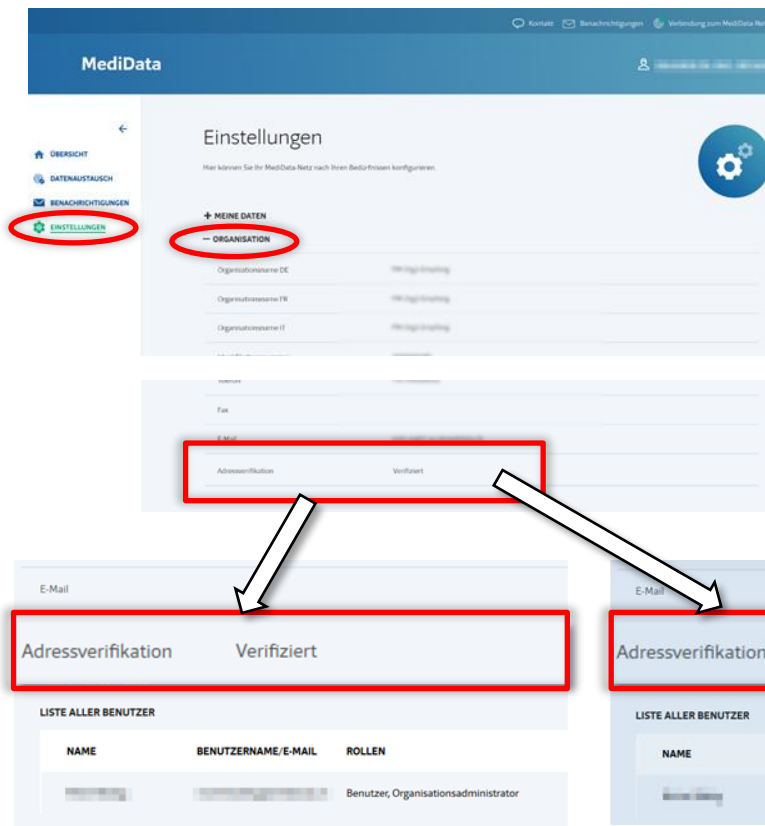 Kontakt Benachrichtigungen Verbindung zum MediData Net
MediData
Einstellungen
Hier können Sie Ihr MediData-Netz nach Ihren Bedürfnissen konfigurieren.
ÜBERSICHT
DATENAUSTAUSCH
BENACHRICHTIGUNGEN
EINSTELLUNGEN
+ MEINE DATEN
− ORGANISATION
Organisationsname DE
Organisationsname FR
Organisationsname IT
Telefon
Fax
E-Mail
Adressverifikation Verifiziert
E-Mail
Adressverifikation Verifiziert
LISTE ALLER BENUTZER
NAME BENUTZERNAME/E-MAIL ROLLEN
Benutzer, Organisationsadministrator
E-Mail
Adressverifikation
LISTE ALLER BENUTZER
NAME